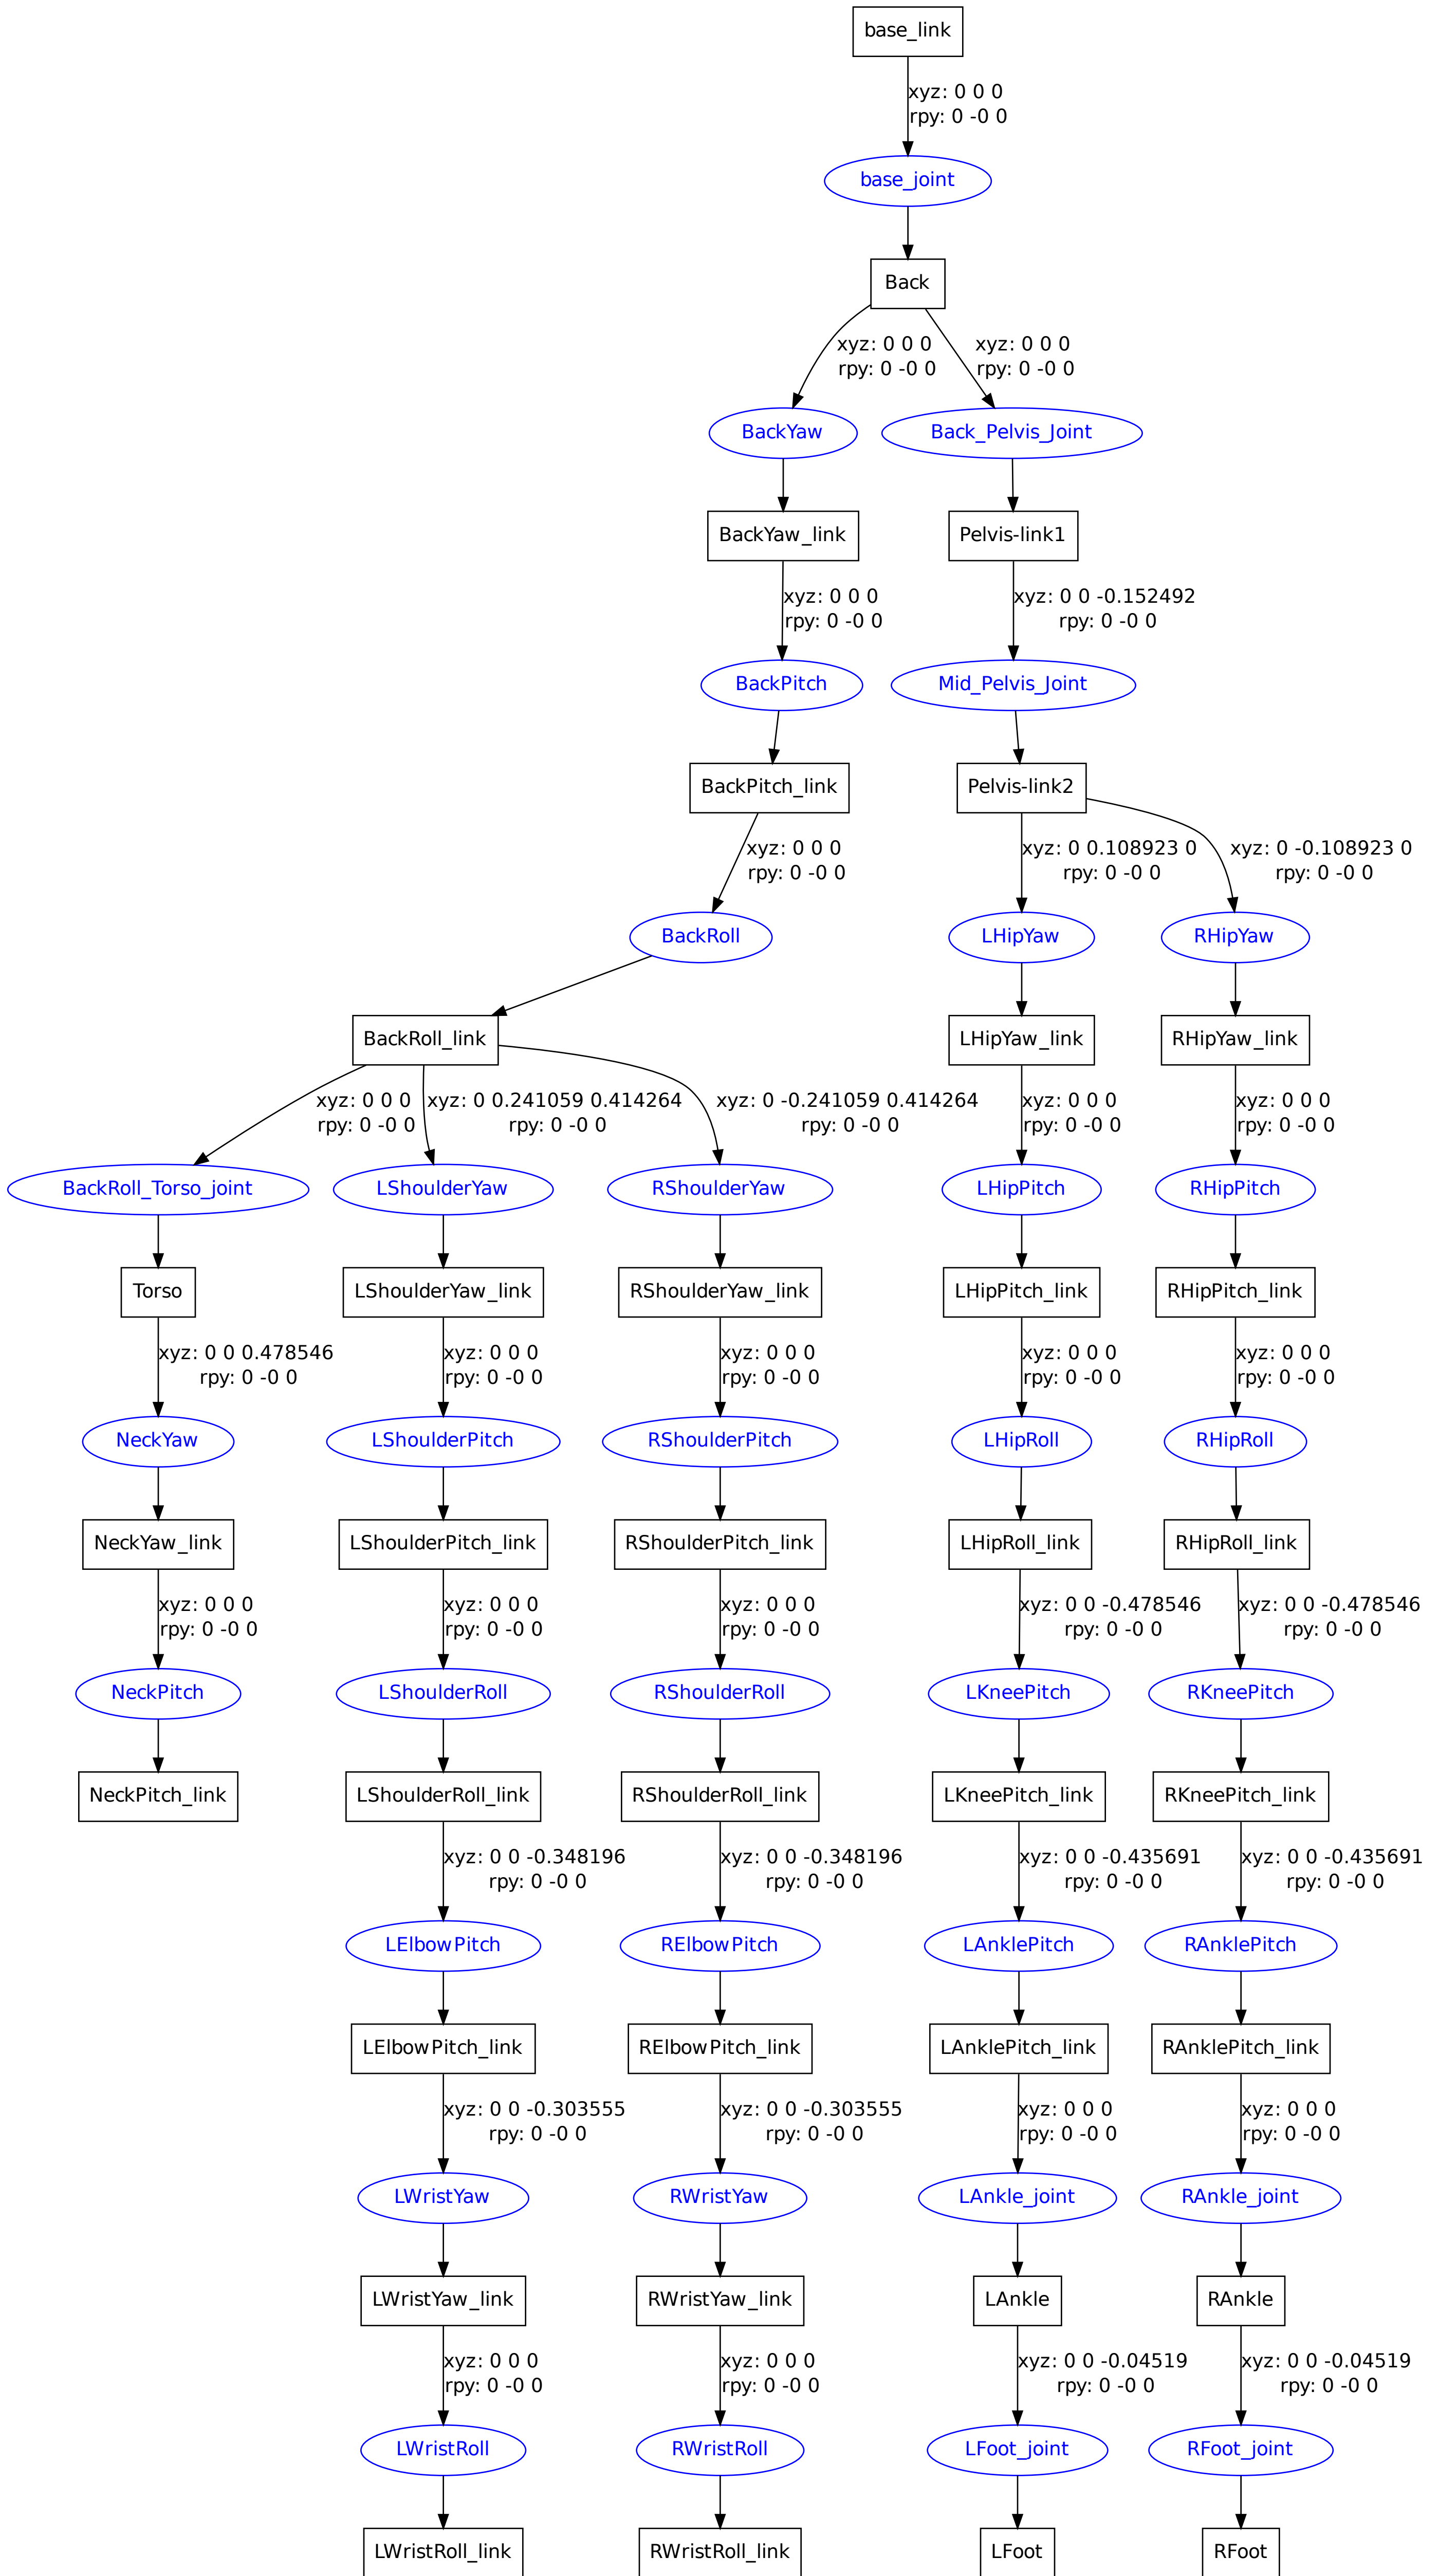 base_link
xyz: 0 0 0
rpy: 0 -0 0
base_joint
Back
xyz: 0 0 0
rpy: 0 -0 0
xyz: 0 0 0
rpy: 0 -0 0
BackYaw
Back_Pelvis_Joint
BackYaw_link
Pelvis-link1
xyz: 0 0 0
rpy: 0 -0 0
xyz: 0 0 -0.152492
rpy: 0 -0 0
BackPitch
Mid_Pelvis_Joint
BackPitch_link
Pelvis-link2
xyz: 0 0 0
rpy: 0 -0 0
xyz: 0 0.108923 0
rpy: 0 -0 0
xyz: 0 -0.108923 0
rpy: 0 -0 0
BackRoll
LHipYaw
RHipYaw
BackRoll_link
LHipYaw_link
RHipYaw_link
xyz: 0 0 0
rpy: 0 -0 0
xyz: 0 0.241059 0.414264
rpy: 0 -0 0
xyz: 0 -0.241059 0.414264
rpy: 0 -0 0
xyz: 0 0 0
rpy: 0 -0 0
xyz: 0 0 0
rpy: 0 -0 0
BackRoll_Torso_joint
LShoulderYaw
RShoulderYaw
LHipPitch
RHipPitch
Torso
LShoulderYaw_link
RShoulderYaw_link
LHipPitch_link
RHipPitch_link
xyz: 0 0 0.478546
rpy: 0 -0 0
xyz: 0 0 0
rpy: 0 -0 0
xyz: 0 0 0
rpy: 0 -0 0
xyz: 0 0 0
rpy: 0 -0 0
xyz: 0 0 0
rpy: 0 -0 0
NeckYaw
LShoulderPitch
RShoulderPitch
LHipRoll
RHipRoll
NeckYaw_link
LShoulderPitch_link
RShoulderPitch_link
LHipRoll_link
RHipRoll_link
xyz: 0 0 0
rpy: 0 -0 0
xyz: 0 0 0
rpy: 0 -0 0
xyz: 0 0 0
rpy: 0 -0 0
xyz: 0 0 -0.478546
rpy: 0 -0 0
xyz: 0 0 -0.478546
rpy: 0 -0 0
NeckPitch
LShoulderRoll
RShoulderRoll
LKneePitch
RKneePitch
NeckPitch_link
LShoulderRoll_link
RShoulderRoll_link
LKneePitch_link
RKneePitch_link
xyz: 0 0 -0.348196
rpy: 0 -0 0
xyz: 0 0 -0.348196
rpy: 0 -0 0
xyz: 0 0 -0.435691
rpy: 0 -0 0
xyz: 0 0 -0.435691
rpy: 0 -0 0
LElbowPitch
RElbowPitch
LAnklePitch
RAnklePitch
LElbowPitch_link
RElbowPitch_link
LAnklePitch_link
RAnklePitch_link
xyz: 0 0 -0.303555
rpy: 0 -0 0
xyz: 0 0 -0.303555
rpy: 0 -0 0
xyz: 0 0 0
rpy: 0 -0 0
xyz: 0 0 0
rpy: 0 -0 0
LWristYaw
RWristYaw
LAnkle_joint
RAnkle_joint
LWristYaw_link
RWristYaw_link
LAnkle
RAnkle
xyz: 0 0 0
rpy: 0 -0 0
xyz: 0 0 0
rpy: 0 -0 0
xyz: 0 0 -0.04519
rpy: 0 -0 0
xyz: 0 0 -0.04519
rpy: 0 -0 0
LWristRoll
RWristRoll
LFoot_joint
RFoot_joint
LWristRoll_link
RWristRoll_link
LFoot
RFoot